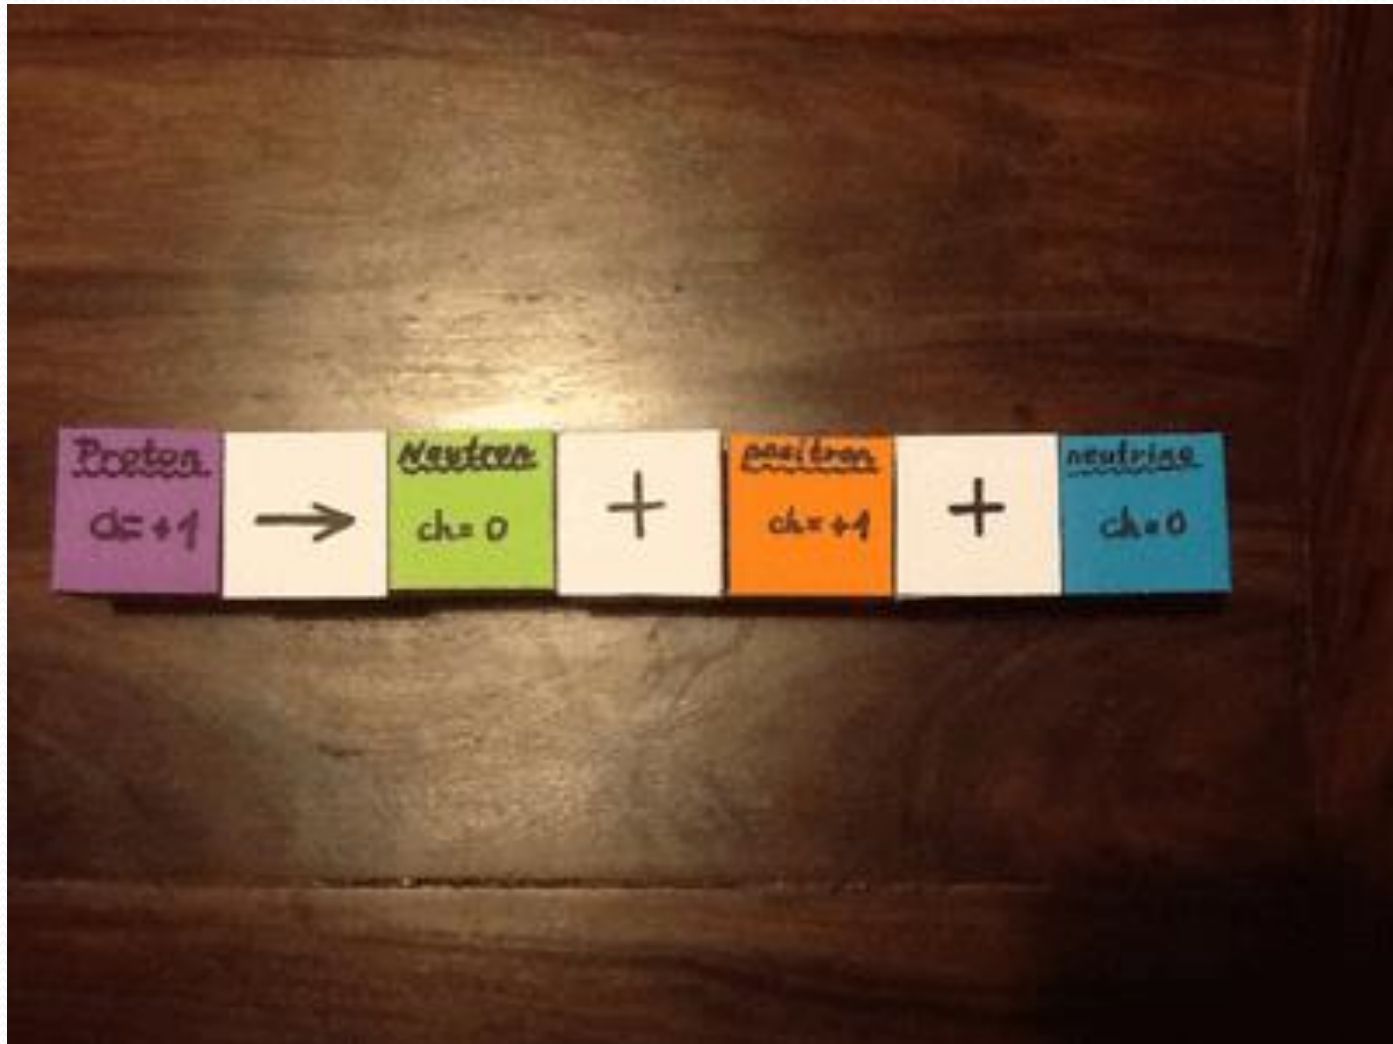 Proton
ch=+1
→
Neutron
ch=0
+
positron
ch=+1
+
neutrino
ch=0